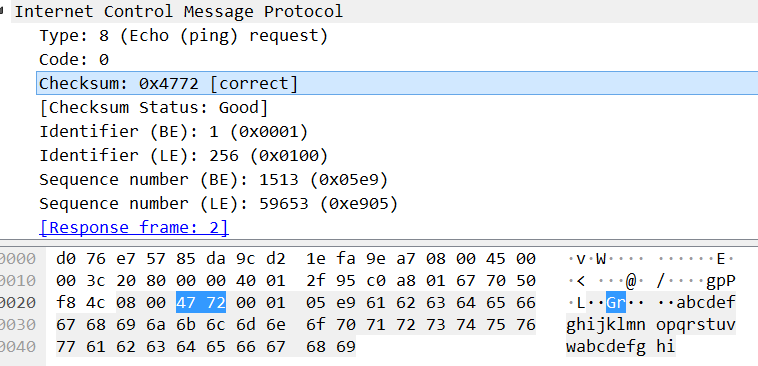 Internet Control Message Protocol
Type: 8 (Echo (ping) request)
Code: 0
Checksum: 0x4772 [correct]
[Checksum Status: Good]
Identifier (BE): 1 (0x0001)
Identifier (LE): 256 (0x0100)
Sequence number (BE): 1513 (0x05e9)
Sequence number (LE): 59653 (0xe905)
[Response frame: 2]
0000 d0 76 e7 57 85 da 9c d2 1e fa 9e a7 08 00 45 00 ·v·W···· ······E·
0010 00 3c 20 80 00 00 40 01 2f 95 c0 a8 01 67 70 50 ·< ···@· /····gpP
0020 f8 4c 08 00 47 72 00 01 05 e9 61 62 63 64 65 66 ·L··Gr·· ··abcdef
0030 67 68 69 6a 6b 6c 6d 6e 6f 70 71 72 73 74 75 76 ghijklmn opqrstuv
0040 77 61 62 63 64 65 66 67 68 69 wabcdefg hi